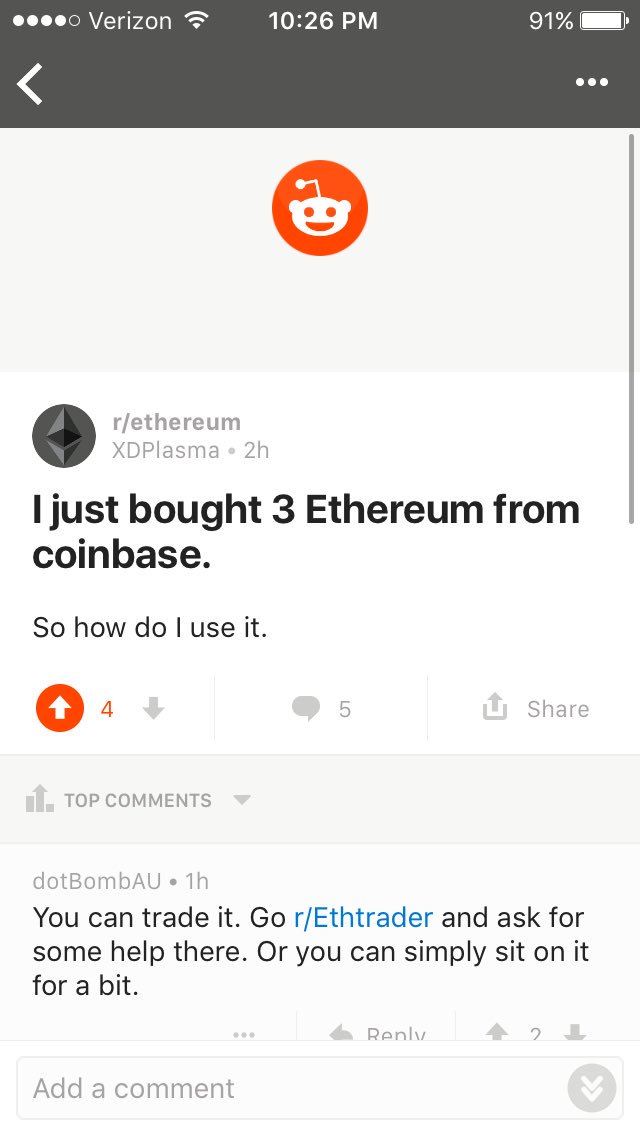 Verizon 10:26 PM 91%
r/ethereum
XDPlasma • 2h
I just bought 3 Ethereum from
coinbase.
So how do I use it.
4 5 Share
TOP COMMENTS
dotBombAU • 1h
You can trade it. Go r/Ethtrader and ask for
some help there. Or you can simply sit on it
for a bit.
Reply 2
Add a comment